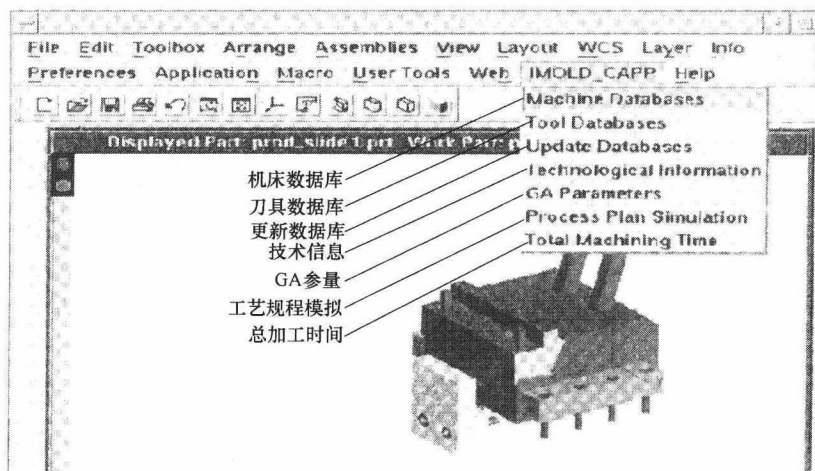 File Edit Toolbox Arrange Assemblies View Layout WCS Layer Info
Preferences Application Macro User Tools Web IMOLD_CAPP Help
Machine Databases
Tool Databases
Displayed Part: prod_slide1.prt Work Part:
Update Databases
Technological Information
GA Parameters
Process Plan Simulation
Total Machining Time
机床数据库
刀具数据库
更新数据库
技术信息
GA参量
工艺规程模拟
总加工时间